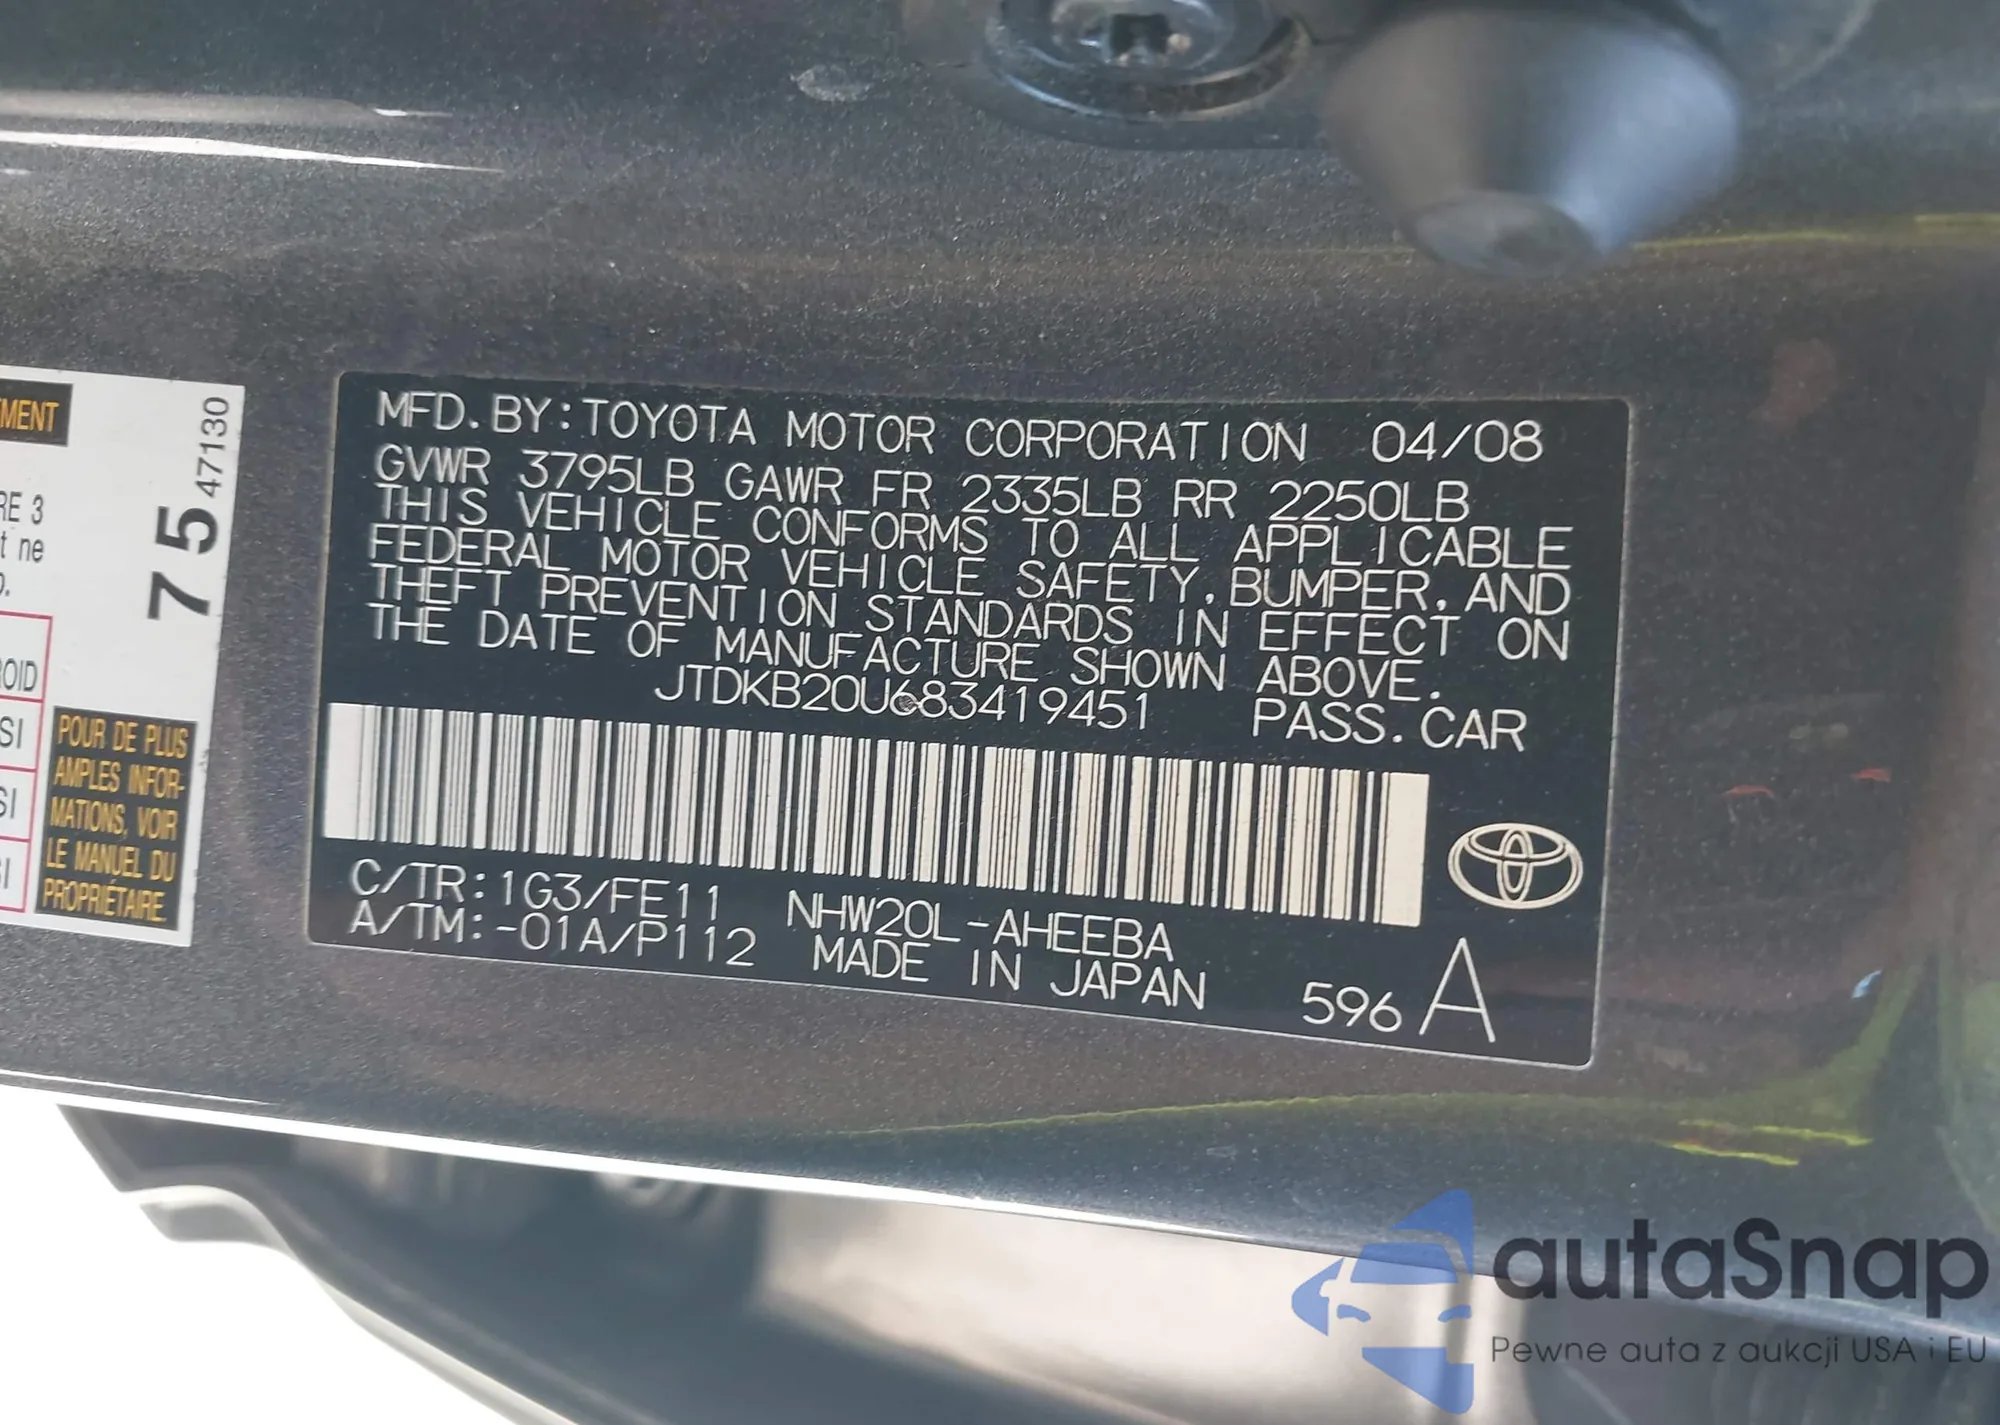 MFD. BY: TOYOTA MOTOR CORPORATION 04/08
GVWR 3795LB GAWR FR 2335LB RR 2250LB
THIS VEHICLE CONFORMS TO ALL APPLICABLE
FEDERAL MOTOR VEHICLE SAFETY, BUMPER, AND
THEFT PREVENTION STANDARDS IN EFFECT ON
THE DATE OF MANUFACTURE SHOWN ABOVE.
JTDKB20U683419451 PASS. CAR
C/TR: 1G3/FE11 NHW20L-AHEEBA
A/TM: -01A/P112 MADE IN JAPAN 596 A
RE 3
t ne
SI
SI
POUR DE PLUS
AMPLES INFOR-
MATIONS, VOIR
LE MANUEL DU
PROPRIÉTAIRE.
75 47130
autaSnap
Pewne auta z aukcji USA i EU